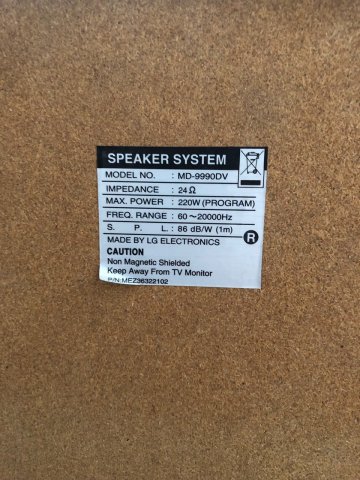 SPEAKER SYSTEM
MODEL NO. : MD-9990DV
IMPEDANCE : 24Ω
MAX. POWER : 220W (PROGRAM)
FREQ. RANGE : 60～20000Hz
S. P. L. : 86 dB/W (1m)
MADE BY LG ELECTRONICS
R
CAUTION
Non Magnetic Shielded
Keep Away From TV Monitor
P/N:MEZ36322102